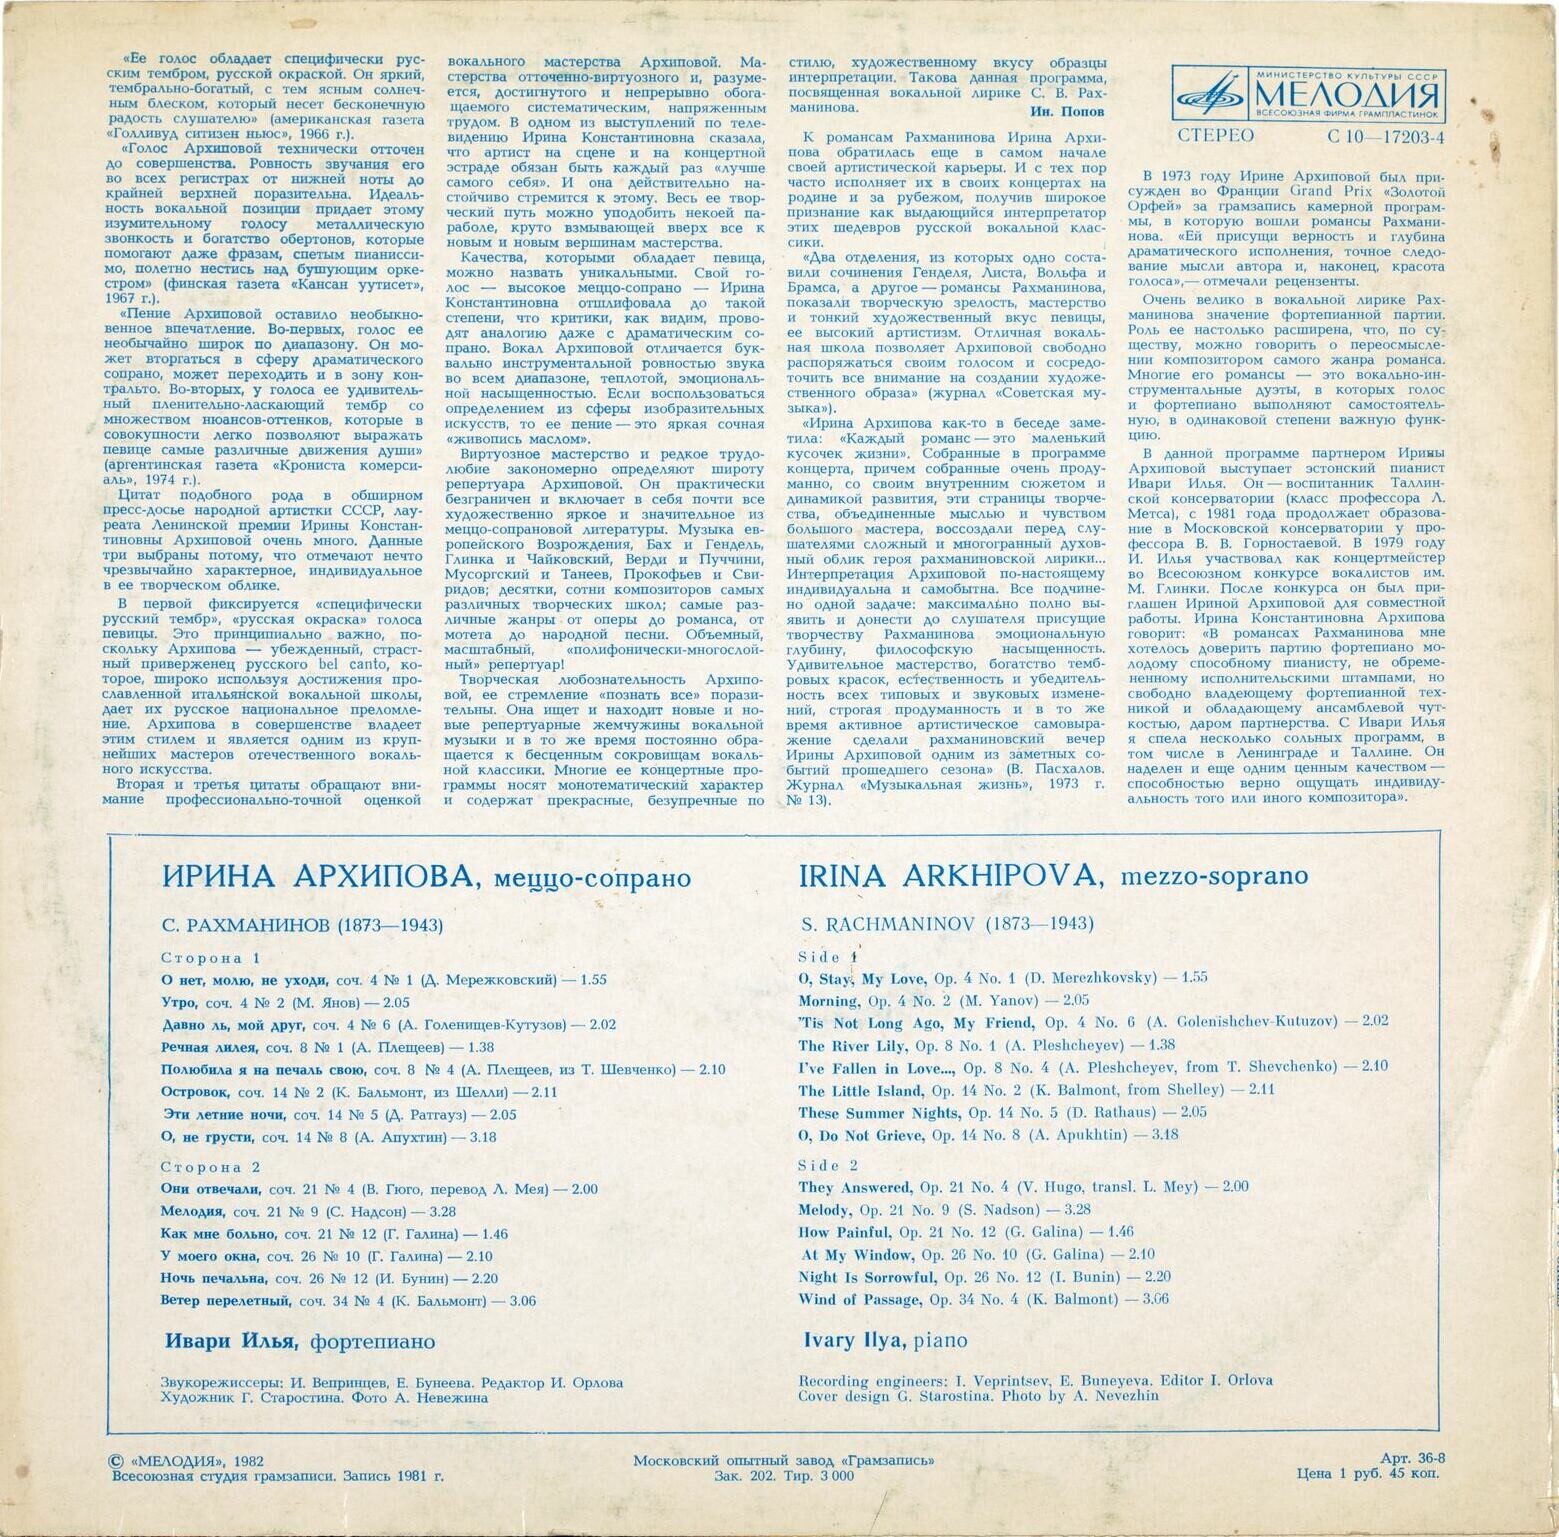 «Ее голос обладает специфически рус-
ским тембром, русской окраской. Он яркий,
тембрально-богатый, с тем ясным солнеч-
ным блеском, который несет бесконечную
радость слушателю» (американская газета
«Голливуд ситизен ньюс», 1966 г.).
«Голос Архиповой технически отточен
до совершенства. Ровность звучания его
во всех регистрах от нижней ноты до
крайней верхней поразительна. Идеаль-
ность вокальной позиции придает этому
изумительному голосу металлическую
звонкость и богатство обертонов, которые
помогают даже фразам, спетым пианисси-
мо, полетно нестись над бушующим орке-
стром» (финская газета «Кансан уутисет»,
1967 г.).
«Пение Архиповой оставило необыкно-
венное впечатление. Во-первых, голос ее
необычайно широк по диапазону. Он мо-
жет вторгаться в сферу драматического
сопрано, может переходить и в зону кон-
тральто. Во-вторых, у голоса ее удивитель-
ный пленительно-ласкающий тембр со
множеством нюансов-оттенков, которые в
совокупности легко позволяют выражать
певице самые различные движения души»
(аргентинская газета «Крониста комерси-
аль», 1974 г.).
Цитат подобного рода в обширном
пресс-досье народной артистки СССР, лау-
реата Ленинской премии Ирины Констан-
тиновны Архиповой очень много. Данные
три выбраны потому, что отмечают нечто
чрезвычайно характерное, индивидуальное
в ее творческом облике.
В первой фиксируется «специфически
русский тембр», «русская окраска» голоса
певицы. Это принципиально важно, по-
скольку Архипова — убежденный, страст-
ный приверженец русского bel canto, ко-
торое, широко используя достижения про-
славленной итальянской вокальной школы,
дает их русское национальное преломле-
ние. Архипова в совершенстве владеет
этим стилем и является одним из круп-
нейших мастеров отечественного вокаль-
ного искусства.
Вторая и третья цитаты обращают вни-
мание профессионально-точной оценкой
вокального мастерства Архиповой. Ма-
стерства отточенно-виртуозного и, разуме-
ется, достигнутого и непрерывно обога-
щаемого систематическим, напряженным
трудом. В одном из выступлений по теле-
видению Ирина Константиновна сказала,
что артист на сцене и на концертной
эстраде обязан быть каждый раз «лучше
самого себя». И она действительно на-
стойчиво стремится к этому. Весь ее твор-
ческий путь можно уподобить некоей па-
раболе, круто взмывающей вверх все к
новым и новым вершинам мастерства.
Качества, которыми обладает певица,
можно назвать уникальными. Свой го-
лос — высокое меццо-сопрано — Ирина
Константиновна отшлифовала до такой
степени, что критики, как видим, прово-
дят аналогию даже с драматическим со-
прано. Вокал Архиповой отличается бук-
вально инструментальной ровностью звука
во всем диапазоне, теплотой, эмоциональ-
ной насыщенностью. Если воспользоваться
определением из сферы изобразительных
искусств, то ее пение — это яркая сочная
«живопись маслом».
Виртуозное мастерство и редкое трудо-
любие закономерно определяют широту
репертуара Архиповой. Он практически
безграничен и включает в себя почти все
художественно яркое и значительное из
меццо-сопрановой литературы. Музыка ев-
ропейского Возрождения, Бах и Гендель,
Глинка и Чайковский, Верди и Пуччини,
Мусоргский и Танеев, Прокофьев и Сви-
ридов; десятки, сотни композиторов самых
различных творческих школ; самые раз-
личные жанры от оперы до романса, от
мотета до народной песни. Объемный,
масштабный, «полифонически-многослой-
ный» репертуар!
Творческая любознательность Архипо-
вой, ее стремление «познать все» порази-
тельны. Она ищет и находит новые и но-
вые репертуарные жемчужины вокальной
музыки и в то же время постоянно обра-
щается к бесценным сокровищам вокаль-
ной классики. Многие ее концертные про-
граммы носят монотематический характер
и содержат прекрасные, безупречные по
стилю, художественному вкусу образцы
интерпретации. Такова данная программа,
посвященная вокальной лирике С. В. Рах-
манинова.
Ин. Попов
К романсам Рахманинова Ирина Архи-
пова обратилась еще в самом начале
своей артистической карьеры. И с тех пор
часто исполняет их в своих концертах на
родине и за рубежом, получив широкое
признание как выдающийся интерпретатор
этих шедевров русской вокальной клас-
сики.
«Два отделения, из которых одно соста-
вили сочинения Генделя, Листа, Вольфа и
Брамса, а другое — романсы Рахманинова,
показали творческую зрелость, мастерство
и тонкий художественный вкус певицы,
ее высокий артистизм. Отличная вокаль-
ная школа позволяет Архиповой свободно
распоряжаться своим голосом и сосредо-
точить все внимание на создании художе-
ственного образа» (журнал «Советская му-
зыка»).
«Ирина Архипова как-то в беседе заме-
тила: «Каждый романс — это маленький
кусочек жизни». Собранные в программе
концерта, причем собранные очень проду-
манно, со своим внутренним сюжетом и
динамикой развития, эти страницы творче-
ства, объединенные мыслью и чувством
большого мастера, воссоздали перед слу-
шателями сложный и многогранный духов-
ный облик героя рахманиновской лирики...
Интерпретация Архиповой по-настоящему
индивидуальна и самобытна. Все подчине-
но одной задаче: максимально полно вы-
явить и донести до слушателя присущие
творчеству Рахманинова эмоциональную
глубину, философскую насыщенность.
Удивительное мастерство, богатство темб-
ровых красок, естественность и убедитель-
ность всех типовых и звуковых измене-
ний, строгая продуманность и в то же
время активное артистическое самовыра-
жение сделали рахманиновский вечер
Ирины Архиповой одним из заметных со-
бытий прошедшего сезона» (В. Пасхалов.
Журнал «Музыкальная жизнь», 1973 г.
№ 13).
МИНИСТЕРСТВО КУЛЬТУРЫ СССР
МЕЛОДИЯ
ВСЕСОЮЗНАЯ ФИРМА ГРАМПЛАСТИНОК
СТЕРЕО С 10—17203-4
В 1973 году Ирине Архиповой был при-
сужден во Франции Grand Prix «Золотой
Орфей» за грамзапись камерной програм-
мы, в которую вошли романсы Рахмани-
нова. «Ей присущи верность и глубина
драматического исполнения, точное следо-
вание мысли автора и, наконец, красота
голоса»,— отмечали рецензенты.
Очень велико в вокальной лирике Рах-
манинова значение фортепианной партии.
Роль ее настолько расширена, что, по су-
ществу, можно говорить о переосмысле-
нии композитором самого жанра романса.
Многие его романсы — это вокально-ин-
струментальные дуэты, в которых голос
и фортепиано выполняют самостоятель-
ную, в одинаковой степени важную функ-
цию.
В данной программе партнером Ирины
Архиповой выступает эстонский пианист
Ивари Илья. Он — воспитанник Таллин-
ской консерватории (класс профессора Л.
Метса), с 1981 года продолжает образова-
ние в Московской консерватории у про-
фессора В. В. Горностаевой. В 1979 году
И. Илья участвовал как концертмейстер
во Всесоюзном конкурсе вокалистов им.
М. Глинки. После конкурса он был при-
глашен Ириной Архиповой для совместной
работы. Ирина Константиновна Архипова
говорит: «В романсах Рахманинова мне
хотелось доверить партию фортепиано мо-
лодому способному пианисту, не обреме-
ненному исполнительскими штампами, но
свободно владеющему фортепианной тех-
никой и обладающему ансамблевой чут-
костью, даром партнерства. С Ивари Илья
я спела несколько сольных программ, в
том числе в Ленинграде и Таллине. Он
наделен и еще одним ценным качеством —
способностью верно ощущать индивиду-
альность того или иного композитора».
ИРИНА АРХИПОВА, меццо-сопрано
С. РАХМАНИНОВ (1873—1943)
Сторона 1
О нет, молю, не уходи, соч. 4 № 1 (Д. Мережковский) — 1.55
Утро, соч. 4 № 2 (М. Янов) — 2.05
Давно ль, мой друг, соч. 4 № 6 (А. Голенищев-Кутузов) — 2.02
Речная лилея, соч. 8 № 1 (А. Плещеев) — 1.38
Полюбила я на печаль свою, соч. 8 № 4 (А. Плещеев, из Т. Шевченко) — 2.10
Островок, соч. 14 № 2 (К. Бальмонт, из Шелли) — 2.11
Эти летние ночи, соч. 14 № 5 (Д. Ратгауз) — 2.05
О, не грусти, соч. 14 № 8 (А. Апухтин) — 3.18
Сторона 2
Они отвечали, соч. 21 № 4 (В. Гюго, перевод Л. Мея) — 2.00
Мелодия, соч. 21 № 9 (С. Надсон) — 3.28
Как мне больно, соч. 21 № 12 (Г. Галина) — 1.46
У моего окна, соч. 26 № 10 (Г. Галина) — 2.10
Ночь печальна, соч. 26 № 12 (И. Бунин) — 2.20
Ветер перелетный, соч. 34 № 4 (К. Бальмонт) — 3.06
Ивари Илья, фортепиано
Звукорежиссеры: И. Вепринцев, Е. Бунеева. Редактор И. Орлова
Художник Г. Старостина. Фото А. Невежина
IRINA ARKHIPOVA, mezzo-soprano
S. RACHMANINOV (1873—1943)
Side 1
O, Stay, My Love, Op. 4 No. 1 (D. Merezhkovsky) — 1.55
Morning, Op. 4 No. 2 (M. Yanov) — 2.05
'Tis Not Long Ago, My Friend, Op. 4 No. 6 (A. Golenishchev-Kutuzov) — 2.02
The River Lily, Op. 8 No. 1 (A. Pleshcheyev) — 1.38
I've Fallen in Love..., Op. 8 No. 4 (A. Pleshcheyev, from T. Shevchenko) — 2.10
The Little Island, Op. 14 No. 2 (K. Balmont, from Shelley) — 2.11
These Summer Nights, Op. 14 No. 5 (D. Rathaus) — 2.05
O, Do Not Grieve, Op. 14 No. 8 (A. Apukhtin) — 3.18
Side 2
They Answered, Op. 21 No. 4 (V. Hugo, transl. L. Mey) — 2.00
Melody, Op. 21 No. 9 (S. Nadson) — 3.28
How Painful, Op. 21 No. 12 (G. Galina) — 1.46
At My Window, Op. 26 No. 10 (G. Galina) — 2.10
Night Is Sorrowful, Op. 26 No. 12 (I. Bunin) — 2.20
Wind of Passage, Op. 34 No. 4 (K. Balmont) — 3.06
Ivary Ilya, piano
Recording engineers: I. Veprintsev, E. Buneyeva. Editor I. Orlova
Cover design G. Starostina. Photo by A. Nevezhin
© «МЕЛОДИЯ», 1982
Всесоюзная студия грамзаписи. Запись 1981 г.
Московский опытный завод «Грамзапись»
Зак. 202. Тир. 3 000
Арт. 36-8
Цена 1 руб. 45 коп.